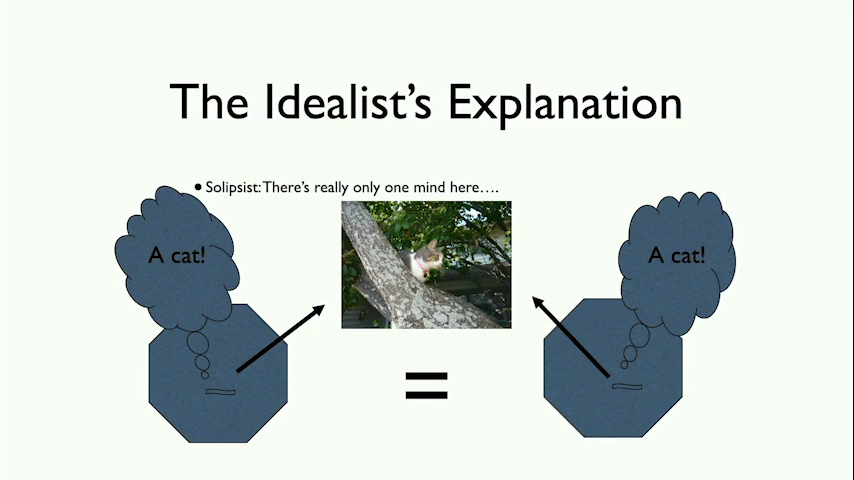 The Idealist's Explanation
• Solipsist: There's really only one mind here....
A cat!
A cat!
=